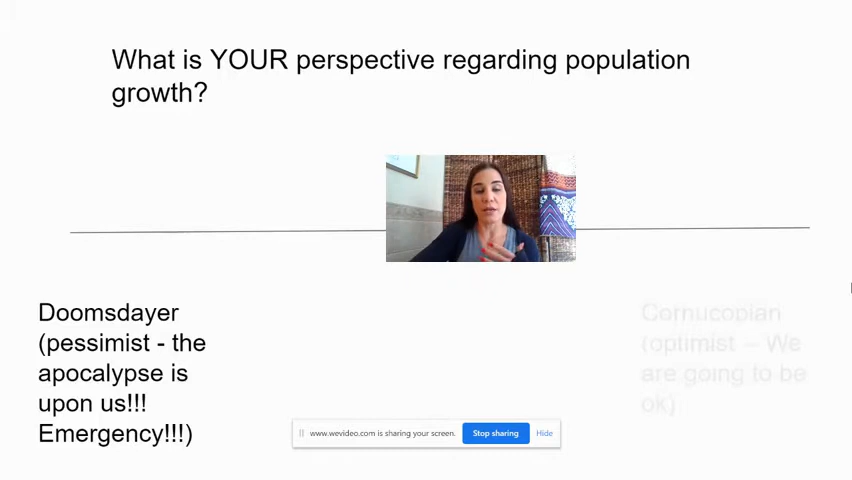 What is YOUR perspective regarding population
growth?
Doomsdayer
(pessimist - the
apocalypse is
upon us!!!
Emergency!!!)
Cornucopian
(optimist – We
are going to be
ok)
www.wevideo.com is sharing your screen.
Stop sharing
Hide